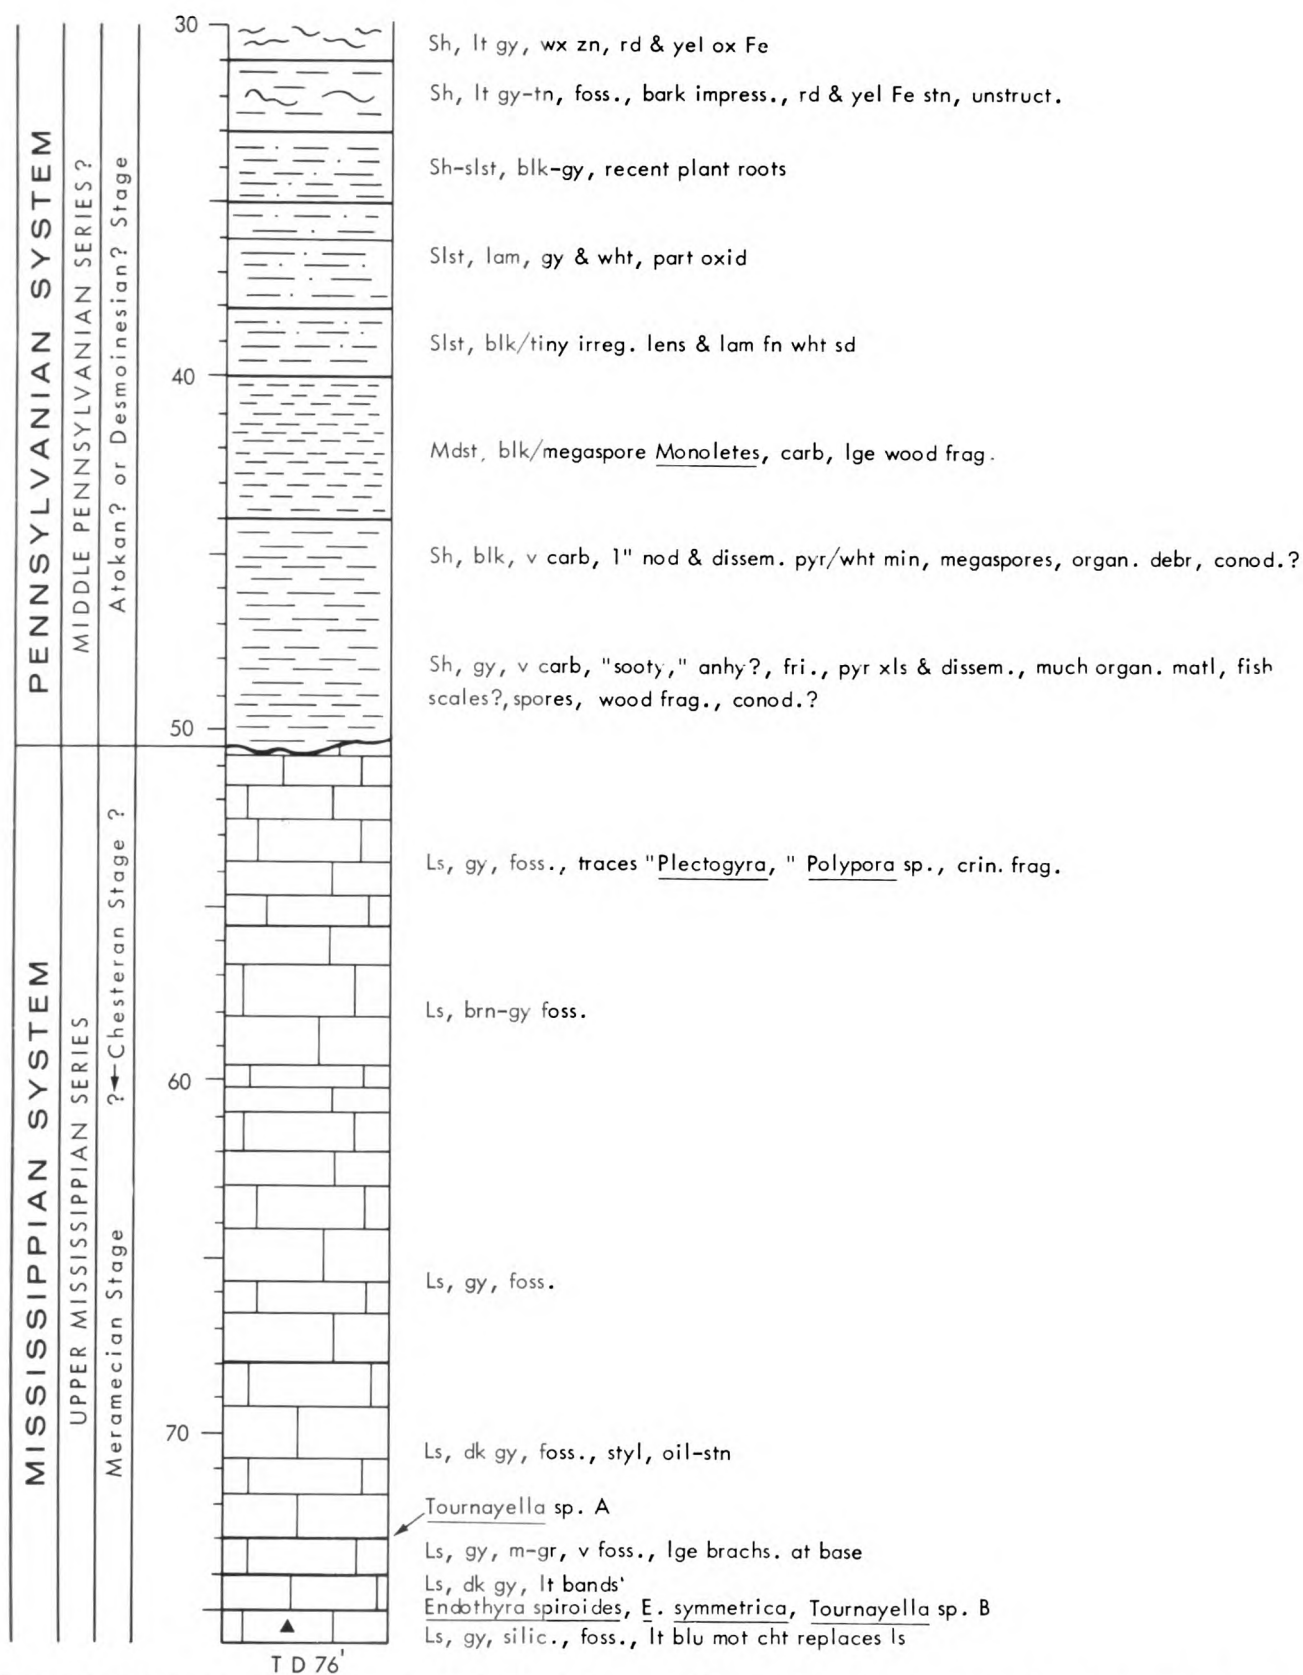 PENNSYLVANIAN SYSTEM
MIDDLE PENNSYLVANIAN SERIES?
Atokan? or Desmoinesian? Stage
MISSISSIPPIAN SYSTEM
UPPER MISSISSIPPIAN SERIES
Meramecian Stage
?←Chesteran Stage ?
30
Sh, lt gy, wx zn, rd & yel ox Fe
Sh, lt gy-tn, foss., bark impress., rd & yel Fe stn, unstruct.
Sh-slst, blk-gy, recent plant roots
Slst, lam, gy & wht, part oxid
Slst, blk/tiny irreg. lens & lam fn wht sd
40
Mdst, blk/megaspore Monoletes, carb, lge wood frag.
Sh, blk, v carb, 1" nod & dissem. pyr/wht min, megaspores, organ. debr, conod.?
Sh, gy, v carb, "sooty," anhy?, fri., pyr xls & dissem., much organ. matl, fish
scales?, spores, wood frag., conod.?
50
Ls, gy, foss., traces "Plectogyra, " Polypora sp., crin. frag.
Ls, brn-gy foss.
60
Ls, gy, foss.
70
Ls, dk gy, foss., styl, oil-stn
Tournayella sp. A
Ls, gy, m-gr, v foss., lge brachs. at base
Ls, dk gy, lt bands'
Endothyra spiroides, E. symmetrica, Tournayella sp. B
Ls, gy, silic., foss., lt blu mot cht replaces ls
T D 76'